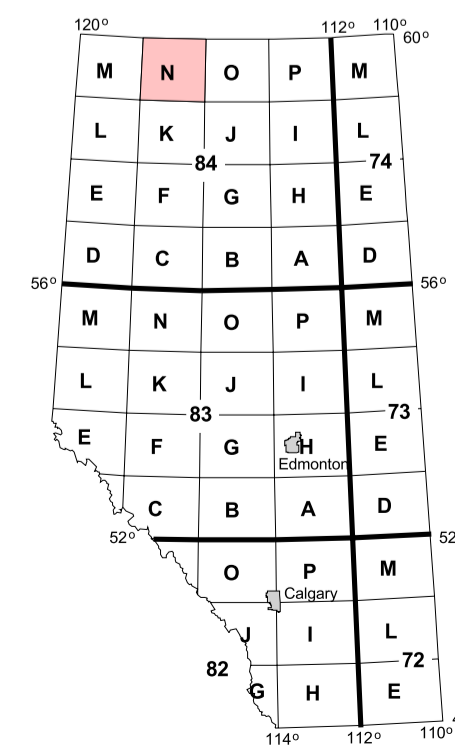 120° 112° 110°
60°
M N O P M
L K J I L
84 74
E F G H E
D C B A D
56° 56°
M N O P M
L K J I L
83 73
E F G H E
Edmonton
C B A D
52° 52
O P M
Calgary
J I L
82 72
G H E
114° 112° 110°